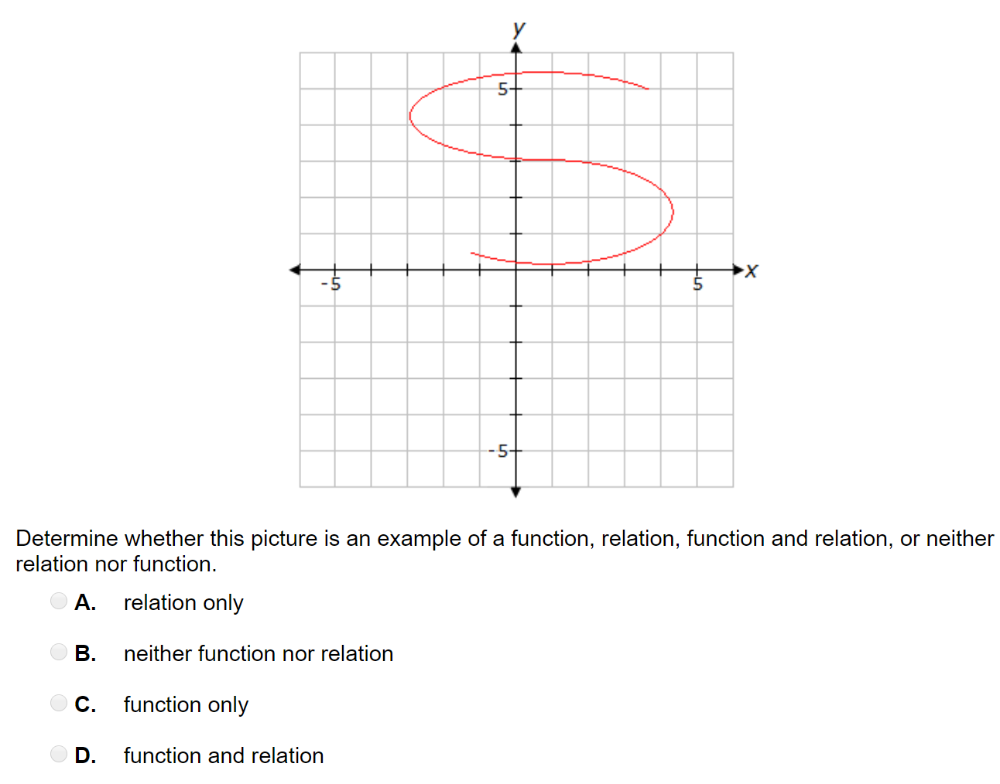 y
5
-5
5
x
-5
Determine whether this picture is an example of a function, relation, function and relation, or neither
relation nor function.
A. relation only
B. neither function nor relation
C. function only
D. function and relation